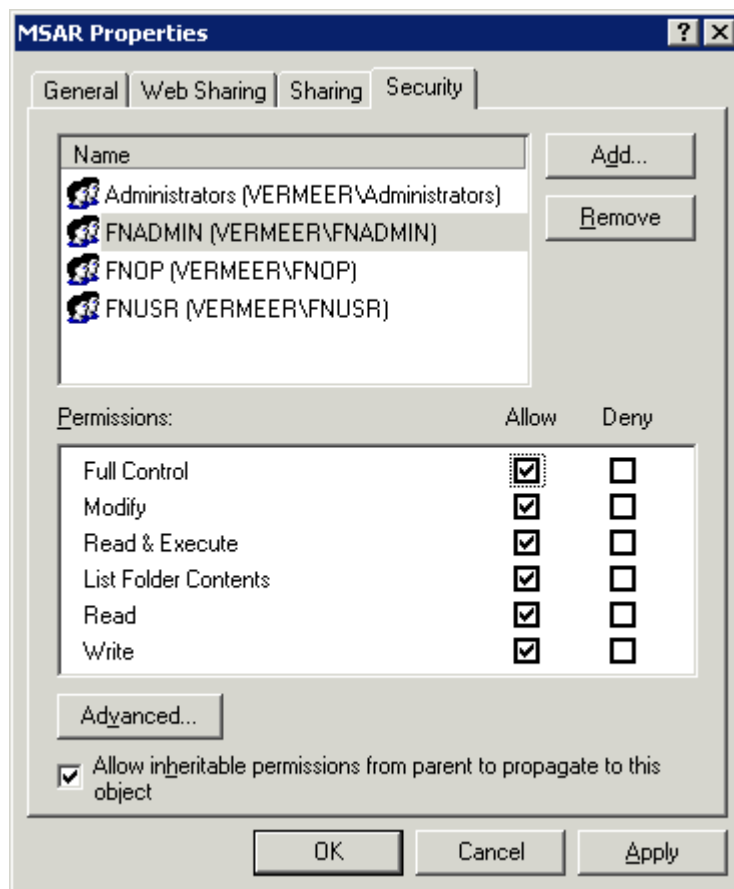 MSAR Properties
General Web Sharing Sharing Security
Name
Administrators (VERMEER\Administrators)
FNADMIN (VERMEER\FNADMIN)
FNOP (VERMEER\FNOP)
FNUSR (VERMEER\FNUSR)
Add...
Remove
Permissions: Allow Deny
Full Control
Modify
Read & Execute
List Folder Contents
Read
Write
Advanced...
Allow inheritable permissions from parent to propagate to this
object
OK Cancel Apply